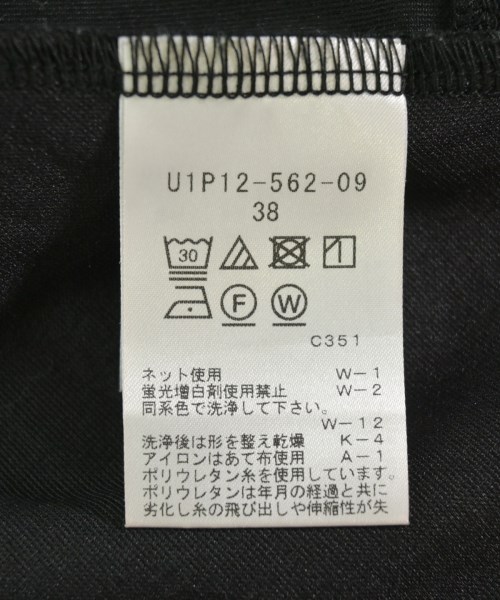 U1P12-562-09
38
30
F W
C351
ネット使用 W-1
蛍光増白剤使用禁止 W-2
同系色で洗浄して下さい。
W-12
洗浄後は形を整え乾燥 K-4
アイロンはあて布使用 A-1
ポリウレタン糸を使用しています。
ポリウレタンは年月の経過と共に
劣化し糸の飛び出しや伸縮性が失